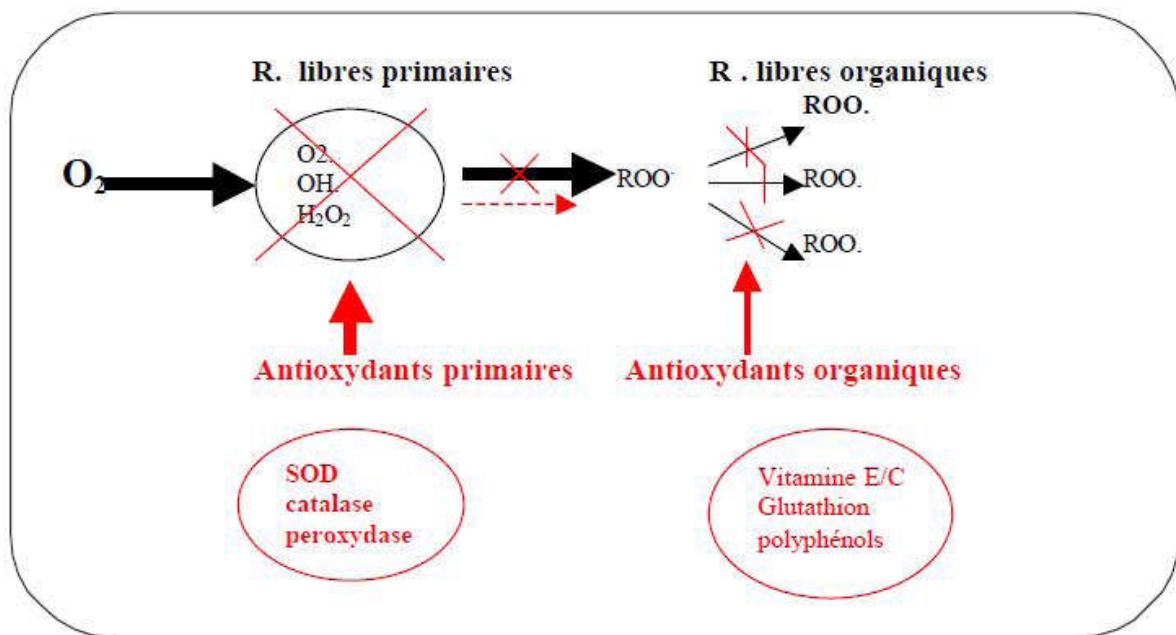 R. libres primaires
R . libres organiques
ROO.
O₂
O2.
OH.
H₂O₂
ROO·
ROO.
ROO.
Antioxydants primaires
Antioxydants organiques
SOD
catalase
peroxydase
Vitamine E/C
Glutathion
polyphénols